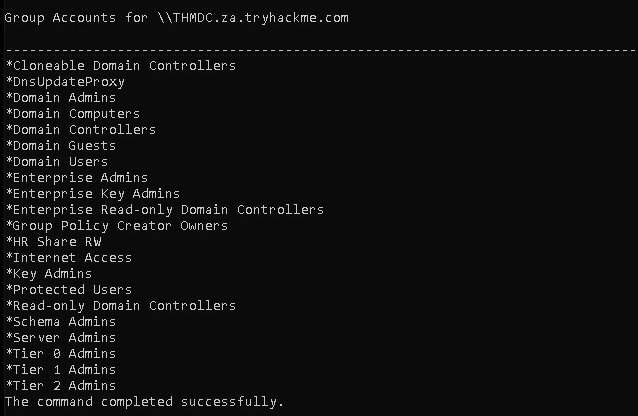 Group Accounts for \\THMDC.za.tryhackme.com
-------------------------------------------------------------------------------
*Cloneable Domain Controllers
*DnsUpdateProxy
*Domain Admins
*Domain Computers
*Domain Controllers
*Domain Guests
*Domain Users
*Enterprise Admins
*Enterprise Key Admins
*Enterprise Read-only Domain Controllers
*Group Policy Creator Owners
*HR Share RW
*Internet Access
*Key Admins
*Protected Users
*Read-only Domain Controllers
*Schema Admins
*Server Admins
*Tier 0 Admins
*Tier 1 Admins
*Tier 2 Admins
The command completed successfully.